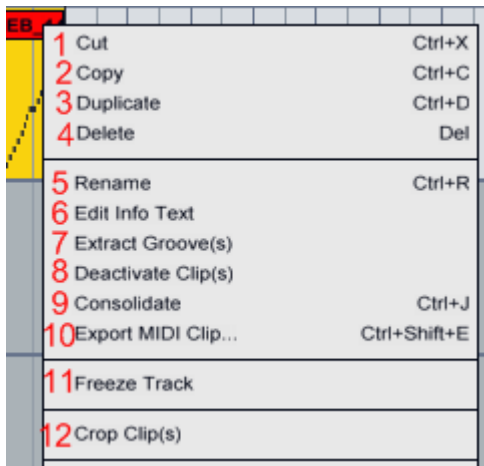 EB
1 Cut Ctrl+X
2 Copy Ctrl+C
3 Duplicate Ctrl+D
4 Delete Del
5 Rename Ctrl+R
6 Edit Info Text
7 Extract Groove(s)
8 Deactivate Clip(s)
9 Consolidate Ctrl+J
10 Export MIDI Clip... Ctrl+Shift+E
11 Freeze Track
12 Crop Clip(s)